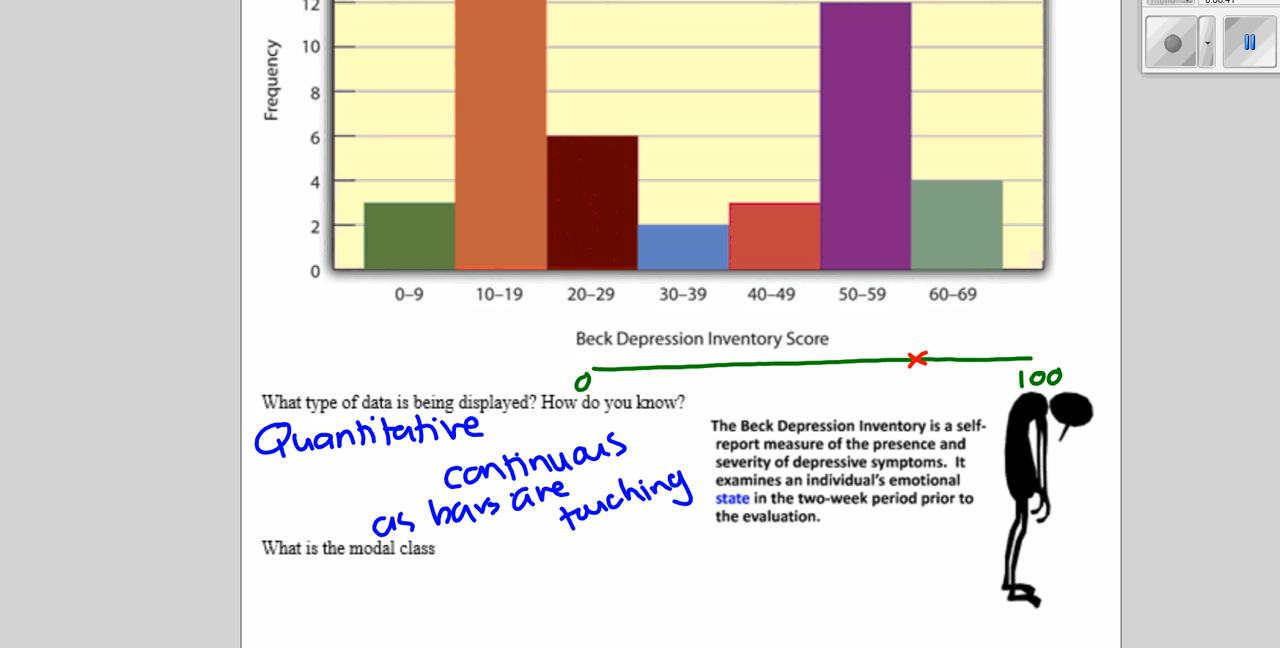 0:00:41
12
10
8
6
4
2
0
Frequency
0–9 10–19 20–29 30–39 40–49 50–59 60–69
Beck Depression Inventory Score
0 100
What type of data is being displayed? How do you know?
Quantitative
continuous
as bars are
touching
The Beck Depression Inventory is a self-
report measure of the presence and
severity of depressive symptoms. It
examines an individual's emotional
state in the two-week period prior to
the evaluation.
What is the modal class